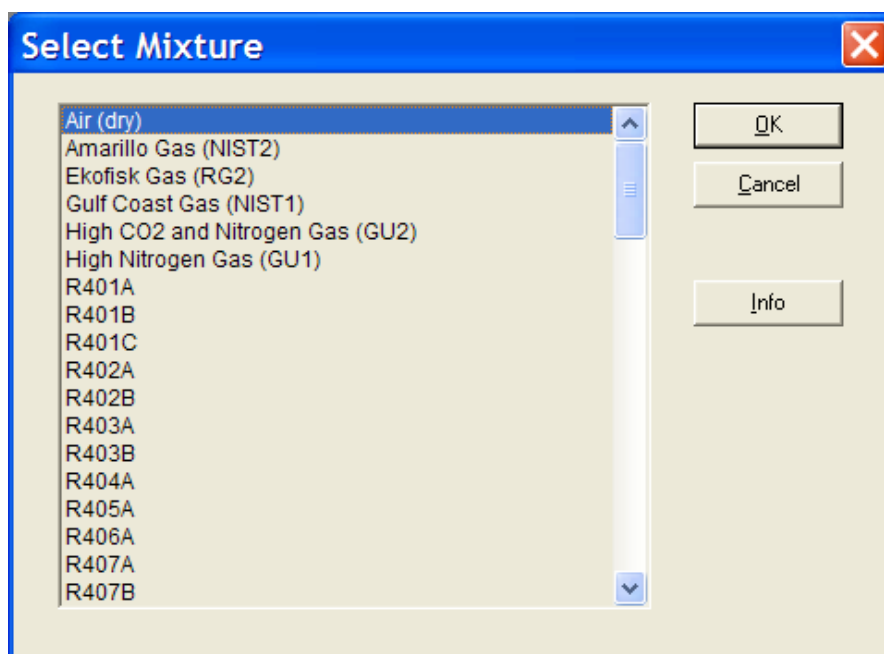 Select Mixture
Air (dry)
Amarillo Gas (NIST2)
Ekofisk Gas (RG2)
Gulf Coast Gas (NIST1)
High CO2 and Nitrogen Gas (GU2)
High Nitrogen Gas (GU1)
R401A
R401B
R401C
R402A
R402B
R403A
R403B
R404A
R405A
R406A
R407A
R407B
OK
Cancel
Info